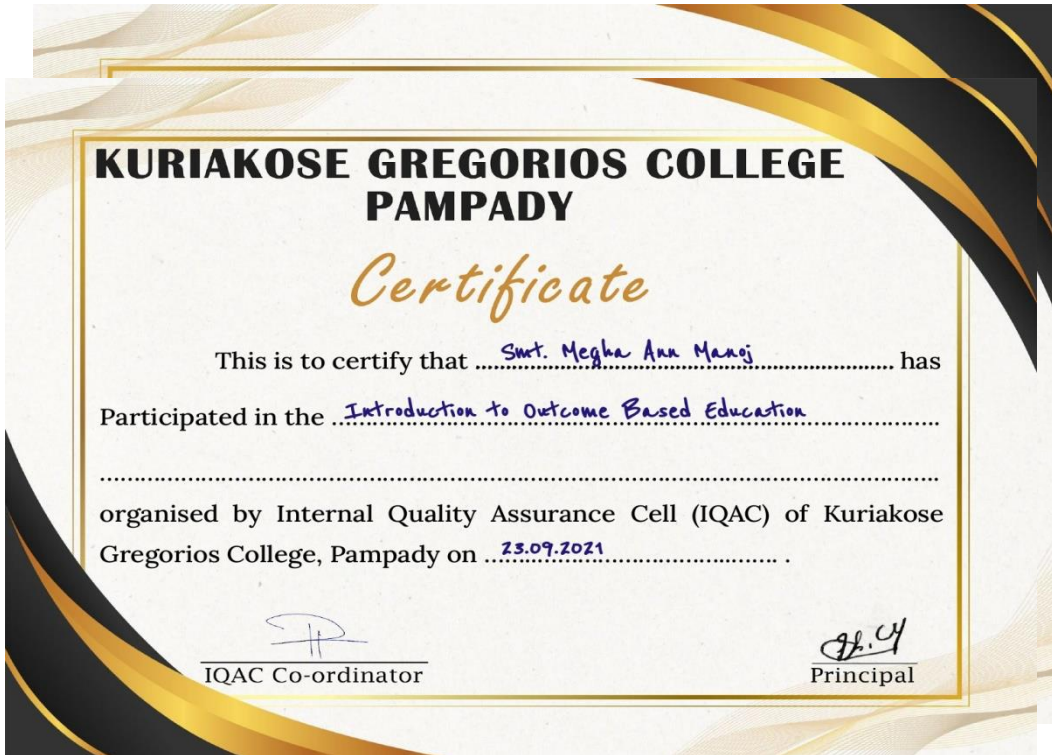 KURIAKOSE GREGORIOS COLLEGE
PAMPADY
Certificate
This is to certify that Smt. Megha Ann Manoj has
Participated in the Introduction to Outcome Based Education
organised by Internal Quality Assurance Cell (IQAC) of Kuriakose
Gregorios College, Pampady on 23.09.2021 .
IQAC Co-ordinator
Principal